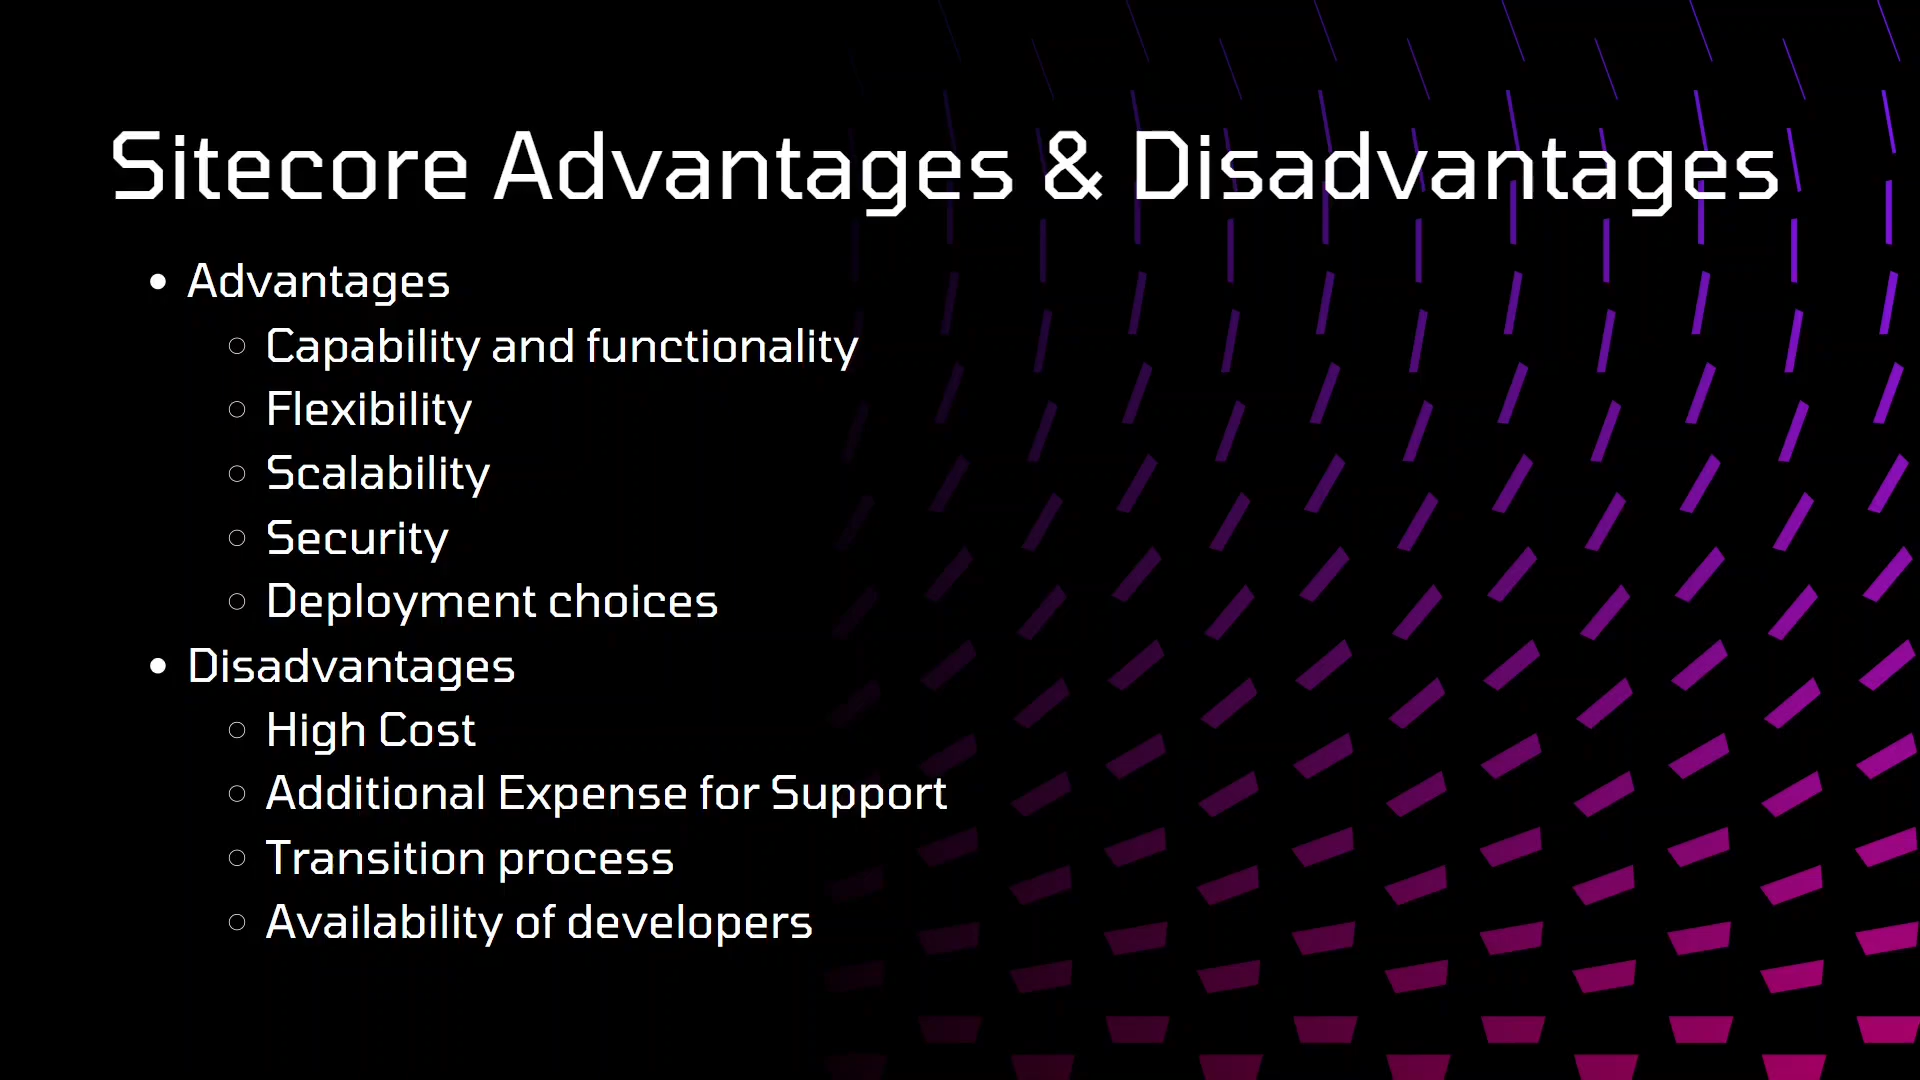 Sitecore Advantages & Disadvantages
• Advantages
○ Capability and functionality
○ Flexibility
○ Scalability
○ Security
○ Deployment choices
• Disadvantages
○ High Cost
○ Additional Expense for Support
○ Transition process
○ Availability of developers